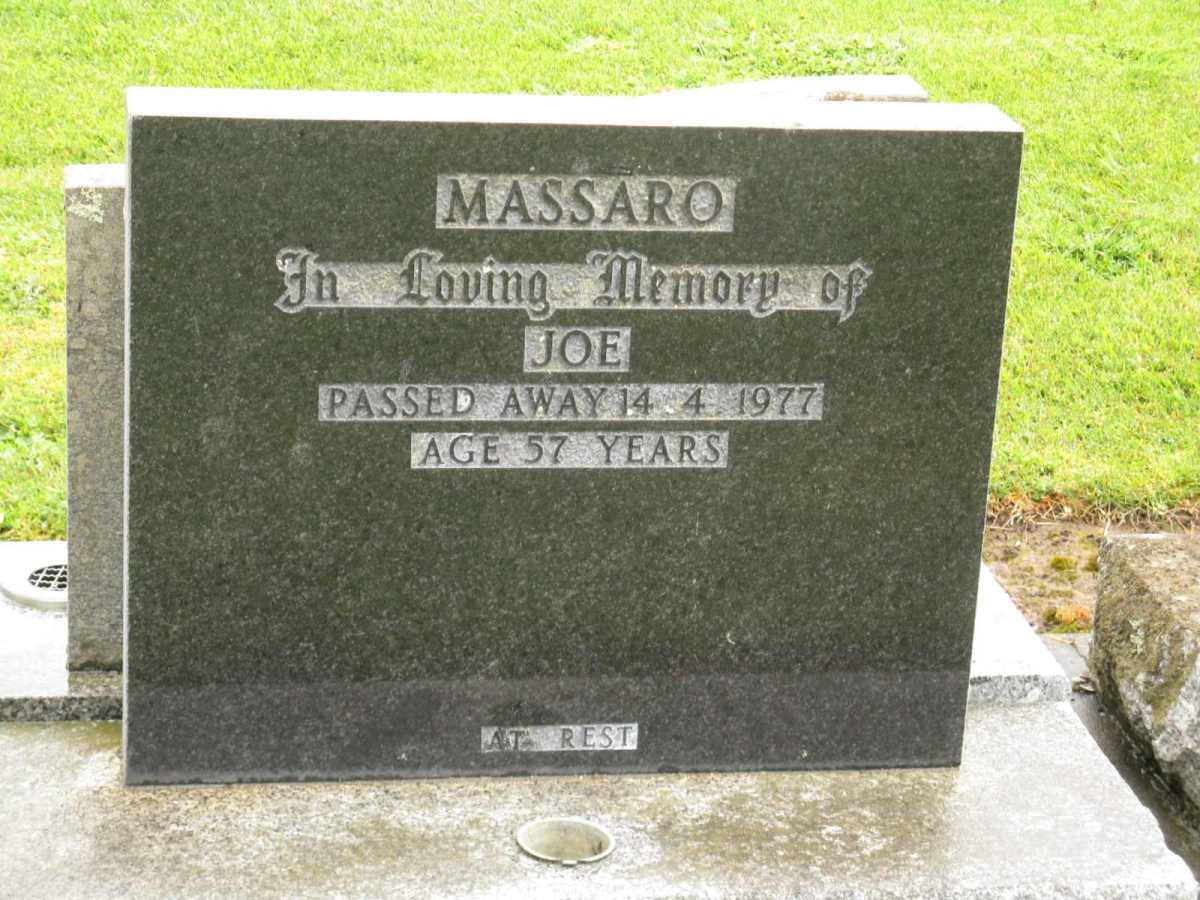 MASSARO
In Loving Memory of
JOE
PASSED AWAY 14 4 1977
AGE 57 YEARS
AT REST